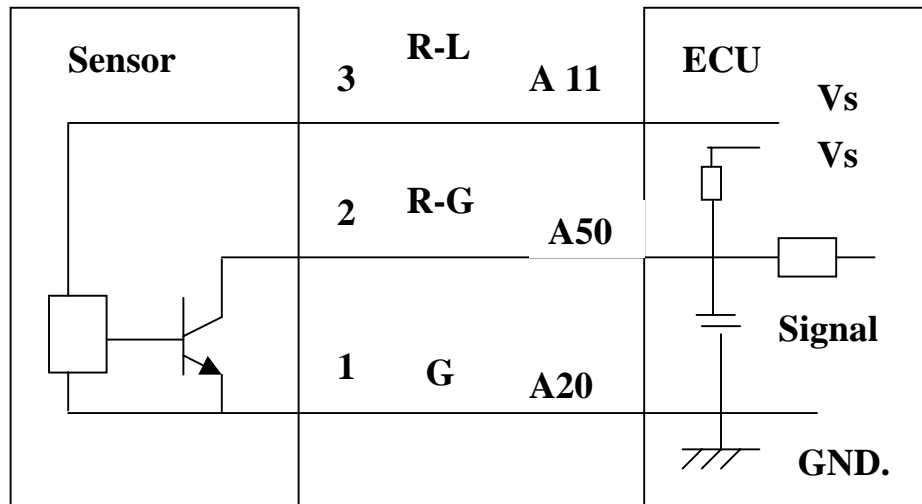 Sensor
3 R-L A 11
ECU
Vs
Vs
2 R-G A50
Signal
1 G A20
GND.